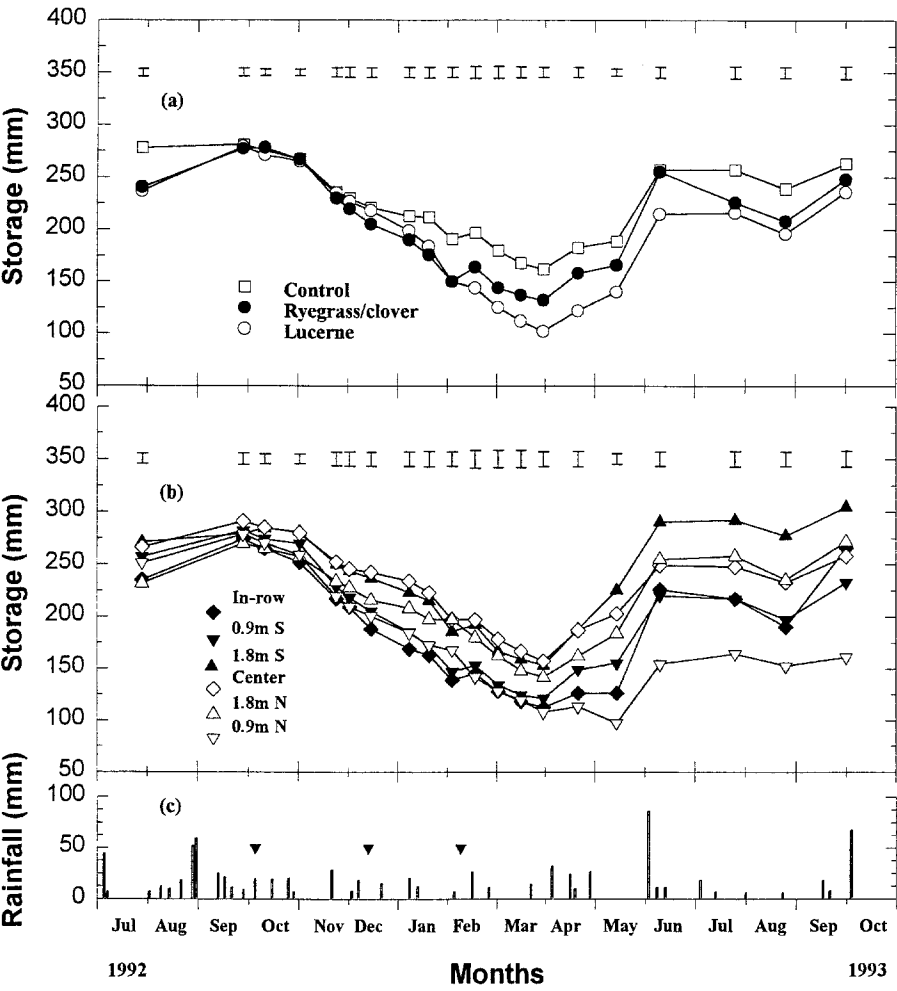 400
350
(a)
300
250
200
150
100
50
Storage (mm)
Control
Ryegrass/clover
Lucerne
400
350
(b)
300
250
200
150
100
50
Storage (mm)
In-row
0.9m S
1.8m S
Center
1.8m N
0.9m N
100
(c)
50
0
Rainfall (mm)
Jul Aug Sep Oct Nov Dec Jan Feb Mar Apr May Jun Jul Aug Sep Oct
1992 Months 1993